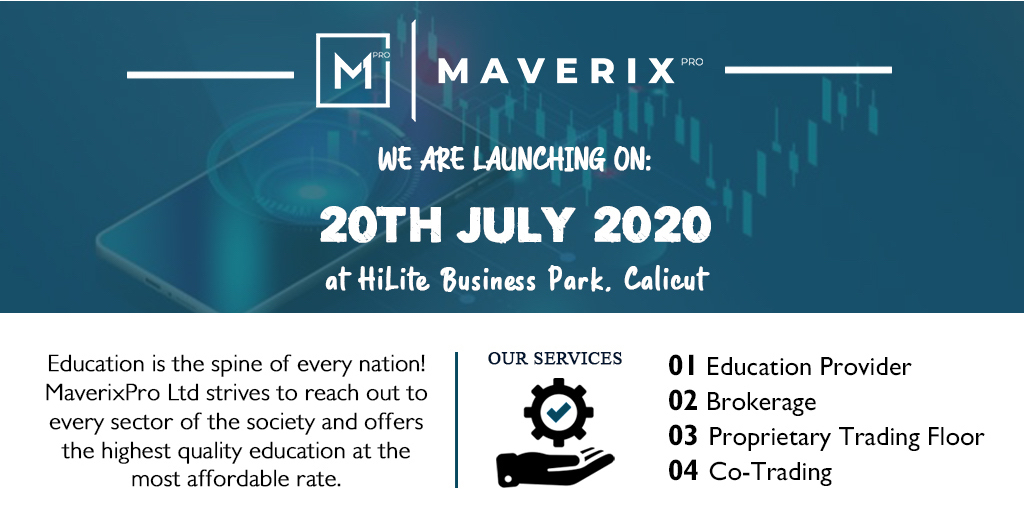 M PRO
MAVERIX PRO
WE ARE LAUNCHING ON:
20TH JULY 2020
at HiLite Business Park. Calicut
Education is the spine of every nation!
MaverixPro Ltd strives to reach out to
every sector of the society and offers
the highest quality education at the
most affordable rate.
OUR SERVICES
01 Education Provider
02 Brokerage
03 Proprietary Trading Floor
04 Co-Trading